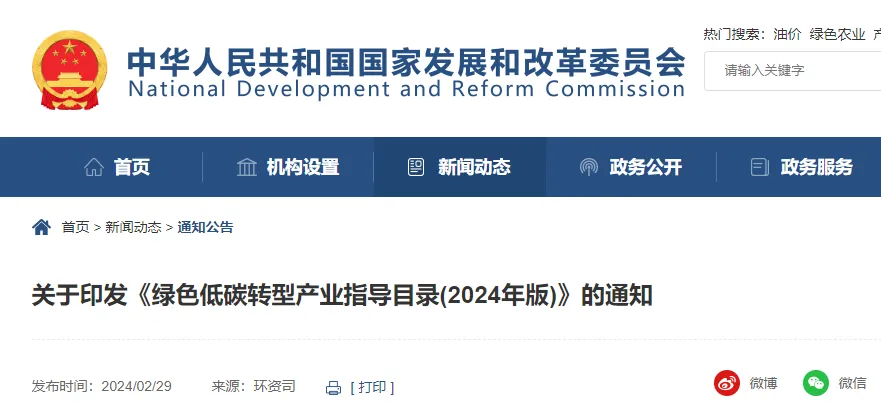 热门搜索：油价 绿色农业
中华人民共和国国家发展和改革委员会
National Development and Reform Commission
请输入关键字
首页 机构设置 新闻动态 政务公开 政务服务
首页 > 新闻动态 > 通知公告
关于印发《绿色低碳转型产业指导目录(2024年版)》的通知
发布时间：2024/02/29 来源：环资司 [ 打印 ] 微博 微信